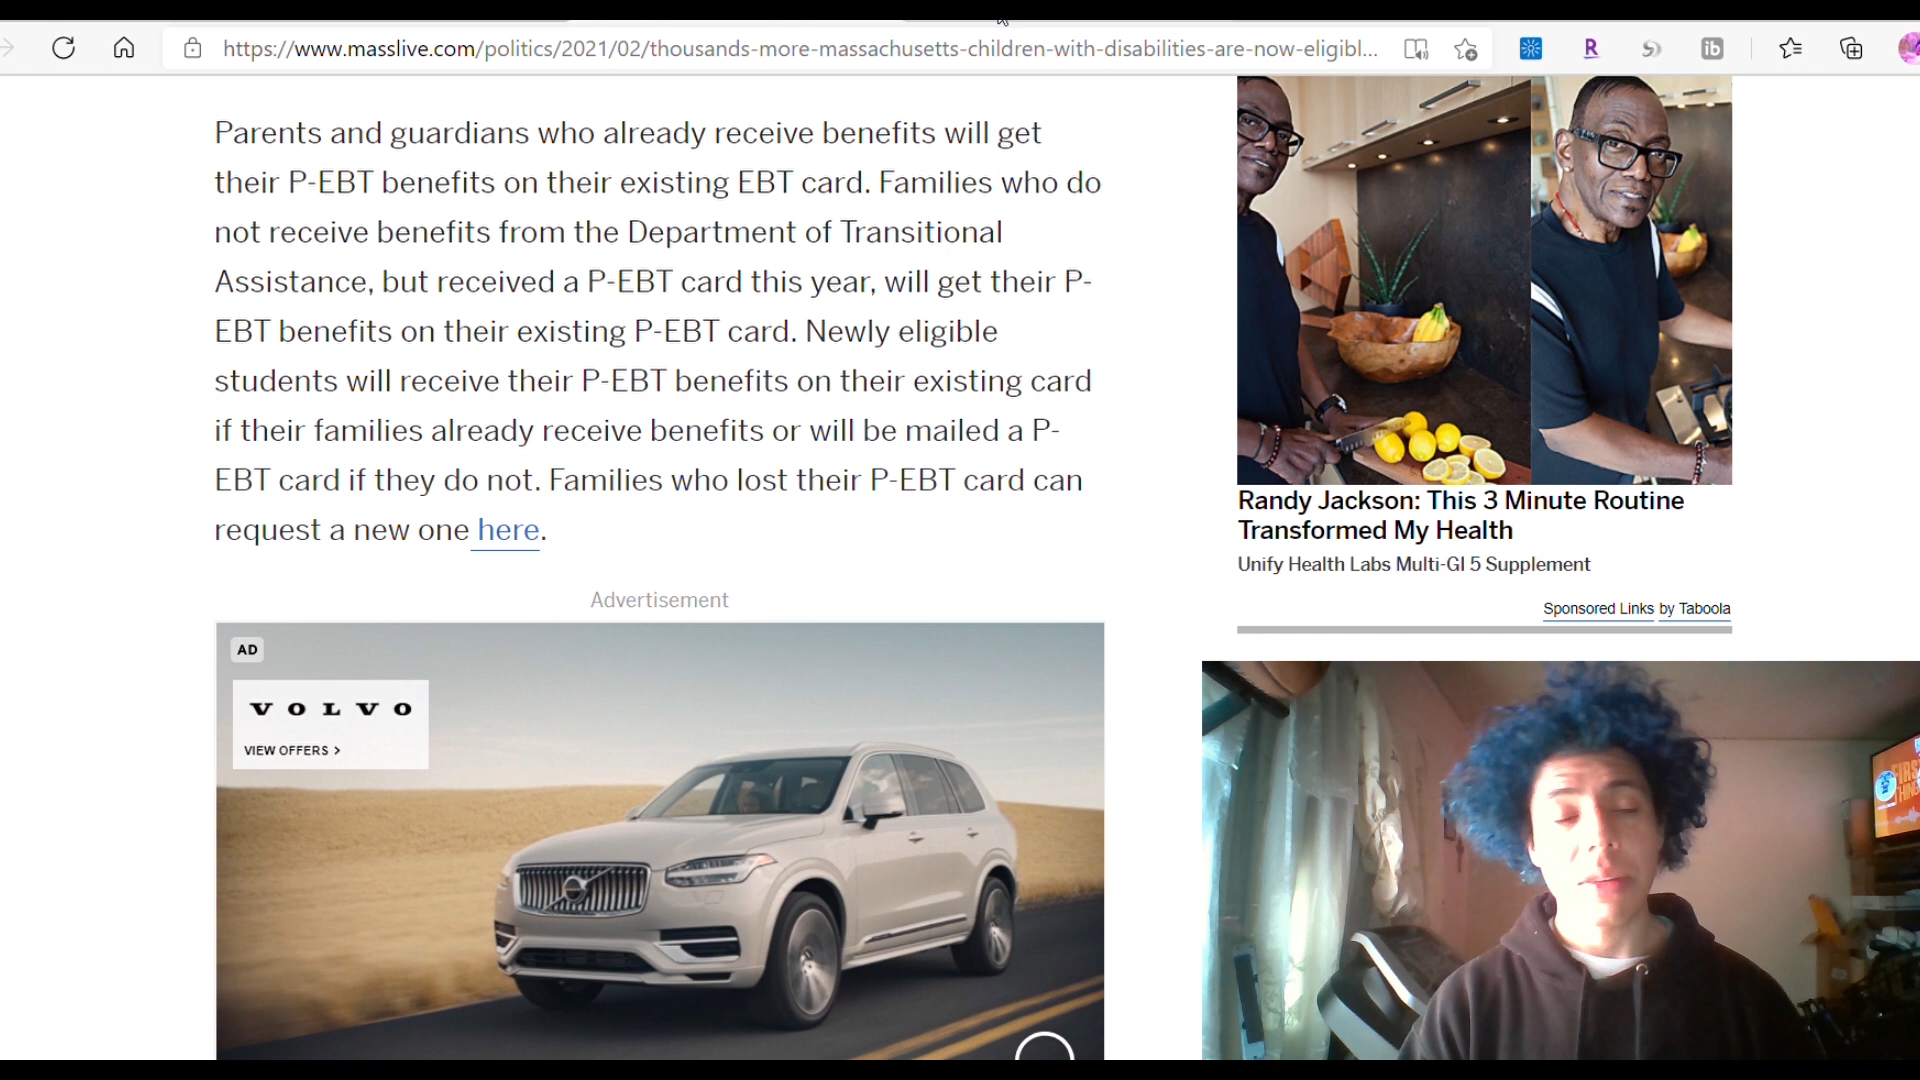 https://www.masslive.com/politics/2021/02/thousands-more-massachusetts-children-with-disabilities-are-now-eligibl...
R
ib
Parents and guardians who already receive benefits will get
their P-EBT benefits on their existing EBT card. Families who do
not receive benefits from the Department of Transitional
Assistance, but received a P-EBT card this year, will get their P-
EBT benefits on their existing P-EBT card. Newly eligible
students will receive their P-EBT benefits on their existing card
if their families already receive benefits or will be mailed a P-
EBT card if they do not. Families who lost their P-EBT card can
request a new one here.
Advertisement
AD
VOLVO
VIEW OFFERS >
Randy Jackson: This 3 Minute Routine
Transformed My Health
Unify Health Labs Multi-GI 5 Supplement
Sponsored Links by Taboola